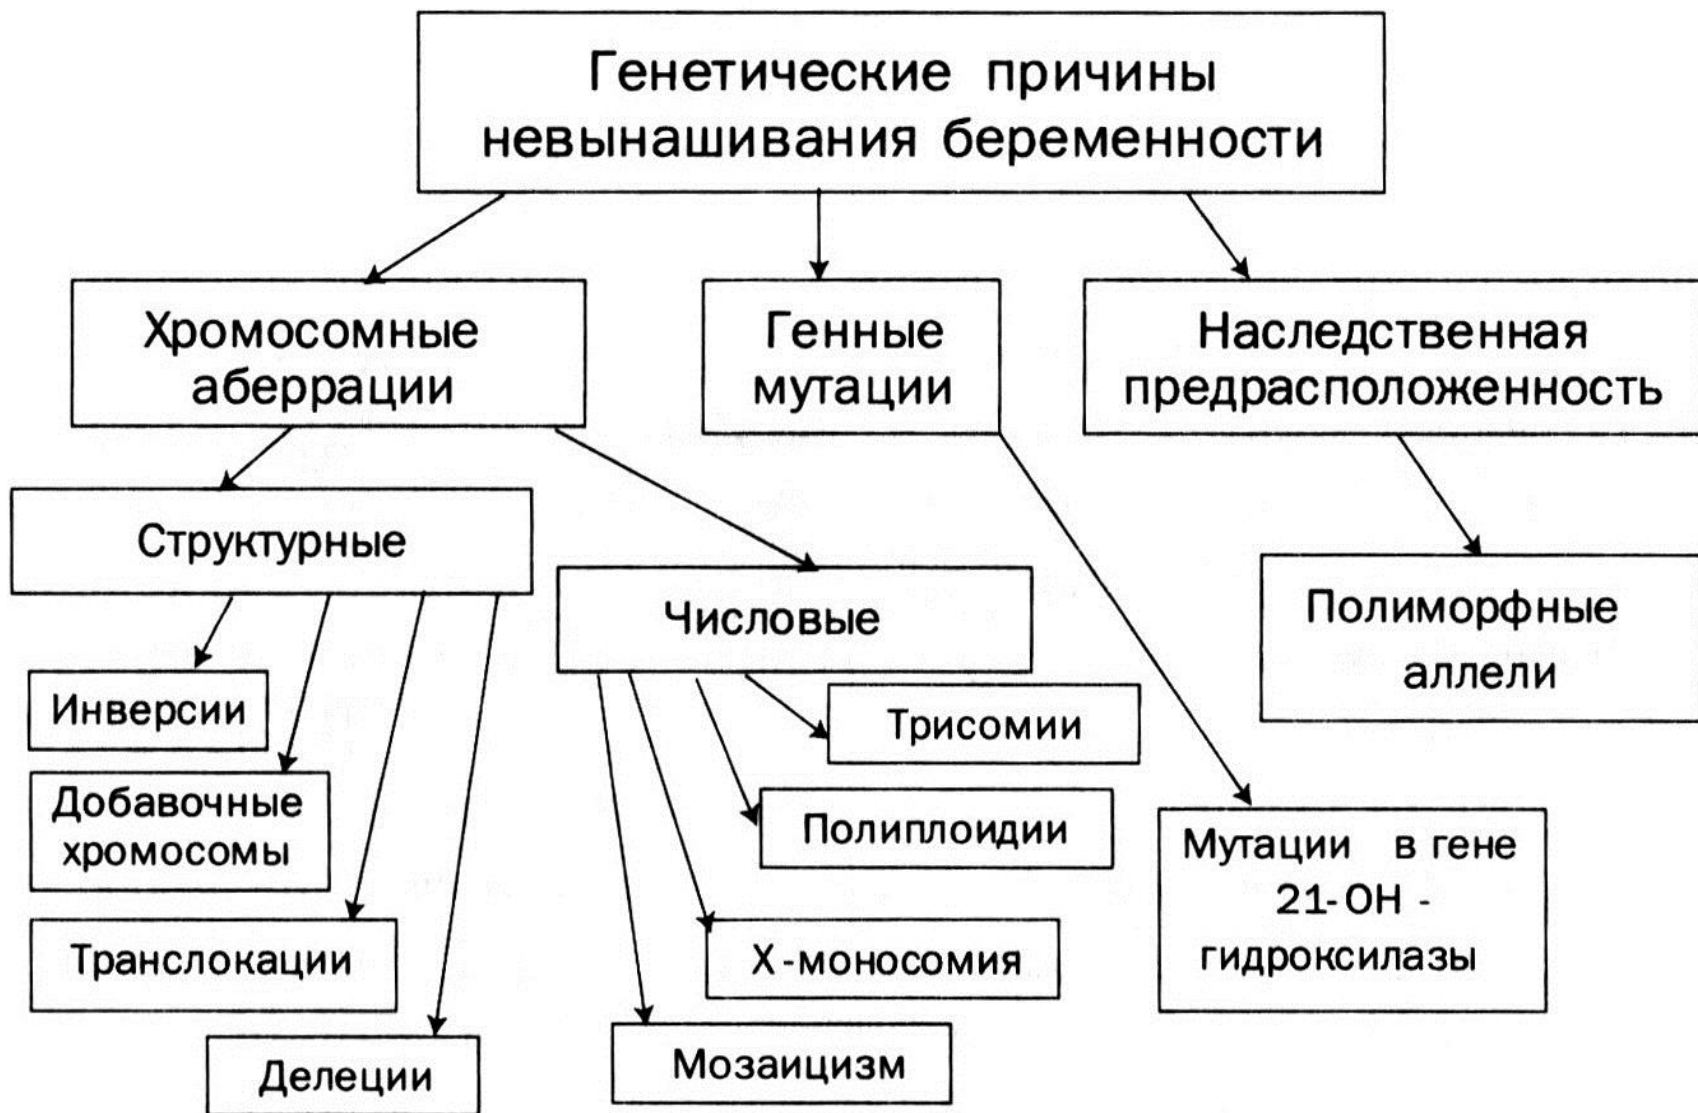 Генетические причины
невынашивания беременности
Хромосомные
аберрации
Генные
мутации
Наследственная
предрасположенность
Структурные
Числовые
Полиморфные
аллели
Инверсии
Добавочные
хромосомы
Транслокации
Делеции
Трисомии
Полиплоидии
Х-моносомия
Мозаицизм
Мутации в гене
21-ОН -
гидроксилазы